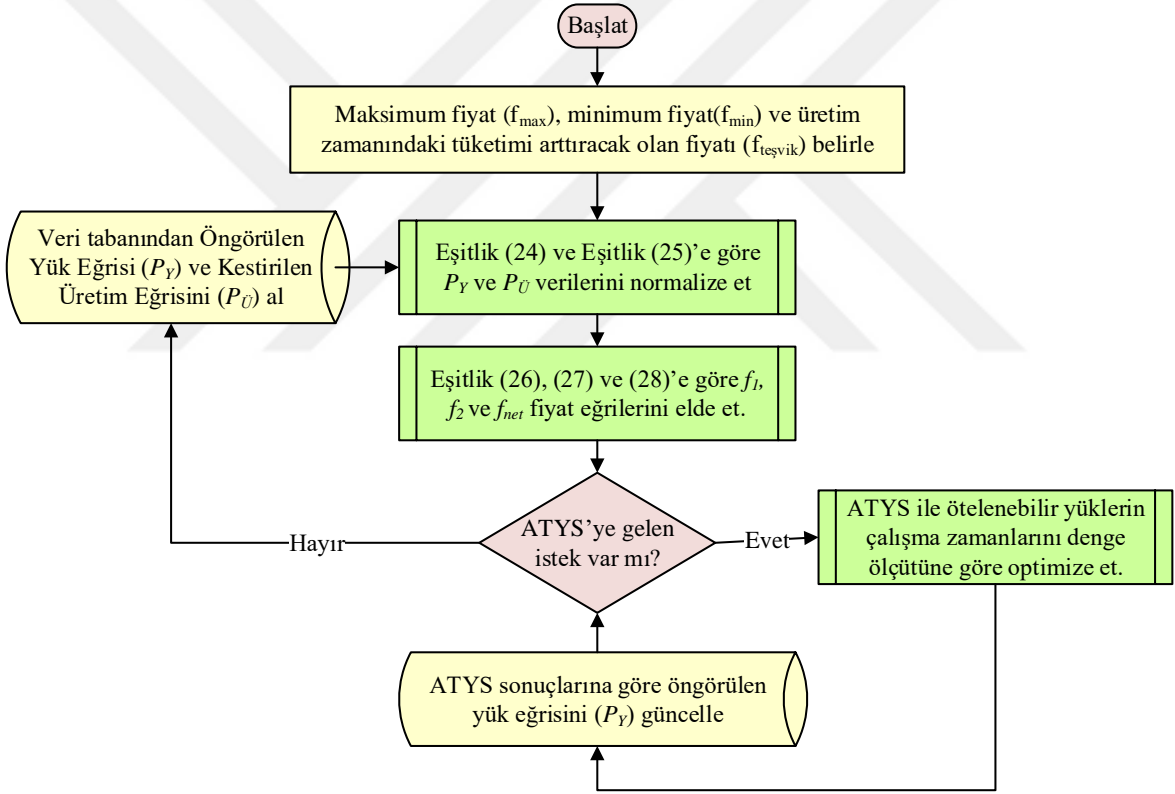 Başlat
Maksimum fiyat (fmax), minimum fiyat(fmin) ve üretim
zamanındaki tüketimi arttıracak olan fiyatı (fteşvik) belirle
Veri tabanından Öngörülen
Yük Eğrisi (PY) ve Kestirilen
Üretim Eğrisini (PÜ) al
Eşitlik (24) ve Eşitlik (25)’e göre
PY ve PÜ verilerini normalize et
Eşitlik (26), (27) ve (28)’e göre f1,
f2 ve fnet fiyat eğrilerini elde et.
ATYS’ye gelen
istek var mı?
Hayır
Evet
ATYS ile ötelenebilir yüklerin
çalışma zamanlarını denge
ölçütüne göre optimize et.
ATYS sonuçlarına göre öngörülen
yük eğrisini (PY) güncelle